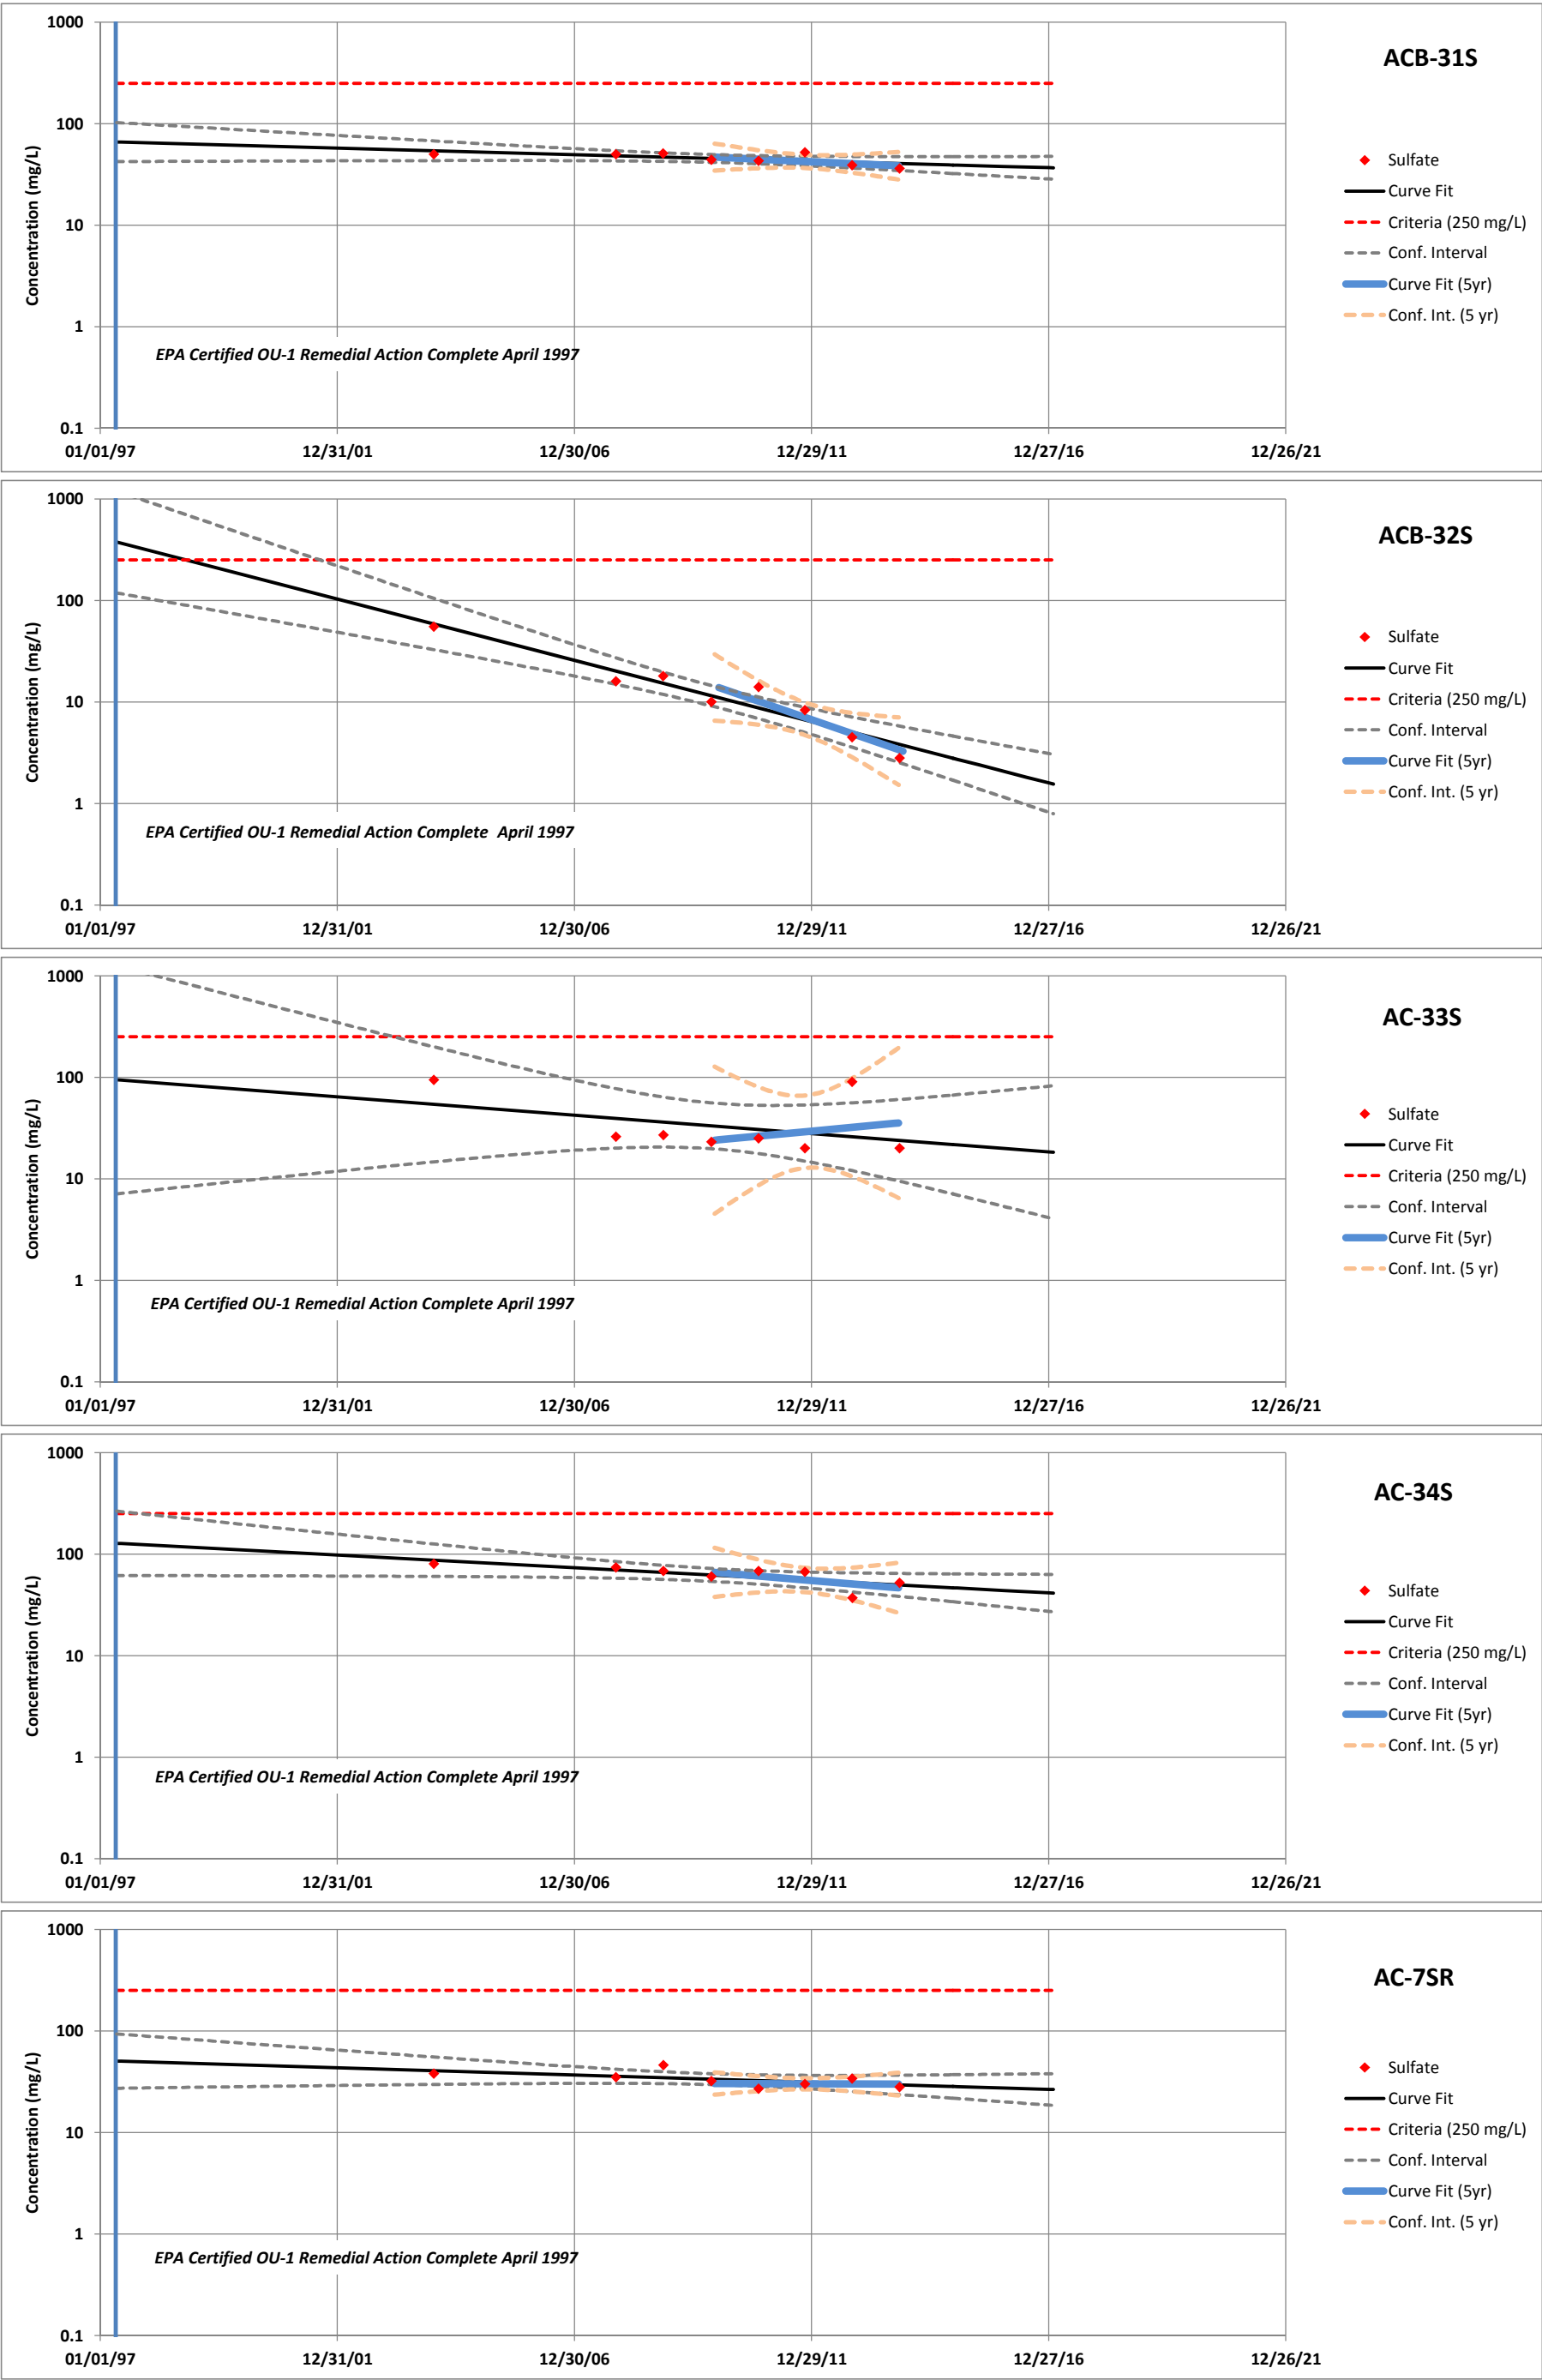 ACB-31S
Concentration (mg/L)
1000
100
10
1
0.1
EPA Certified OU-1 Remedial Action Complete April 1997
01/01/97 12/31/01 12/30/06 12/29/11 12/27/16 12/26/21
Sulfate
Curve Fit
Criteria (250 mg/L)
Conf. Interval
Curve Fit (5yr)
Conf. Int. (5 yr)
ACB-32S
Concentration (mg/L)
1000
100
10
1
0.1
EPA Certified OU-1 Remedial Action Complete April 1997
01/01/97 12/31/01 12/30/06 12/29/11 12/27/16 12/26/21
Sulfate
Curve Fit
Criteria (250 mg/L)
Conf. Interval
Curve Fit (5yr)
Conf. Int. (5 yr)
AC-33S
Concentration (mg/L)
1000
100
10
1
0.1
EPA Certified OU-1 Remedial Action Complete April 1997
01/01/97 12/31/01 12/30/06 12/29/11 12/27/16 12/26/21
Sulfate
Curve Fit
Criteria (250 mg/L)
Conf. Interval
Curve Fit (5yr)
Conf. Int. (5 yr)
AC-34S
Concentration (mg/L)
1000
100
10
1
0.1
EPA Certified OU-1 Remedial Action Complete April 1997
01/01/97 12/31/01 12/30/06 12/29/11 12/27/16 12/26/21
Sulfate
Curve Fit
Criteria (250 mg/L)
Conf. Interval
Curve Fit (5yr)
Conf. Int. (5 yr)
AC-7SR
Concentration (mg/L)
1000
100
10
1
0.1
EPA Certified OU-1 Remedial Action Complete April 1997
01/01/97 12/31/01 12/30/06 12/29/11 12/27/16 12/26/21
Sulfate
Curve Fit
Criteria (250 mg/L)
Conf. Interval
Curve Fit (5yr)
Conf. Int. (5 yr)